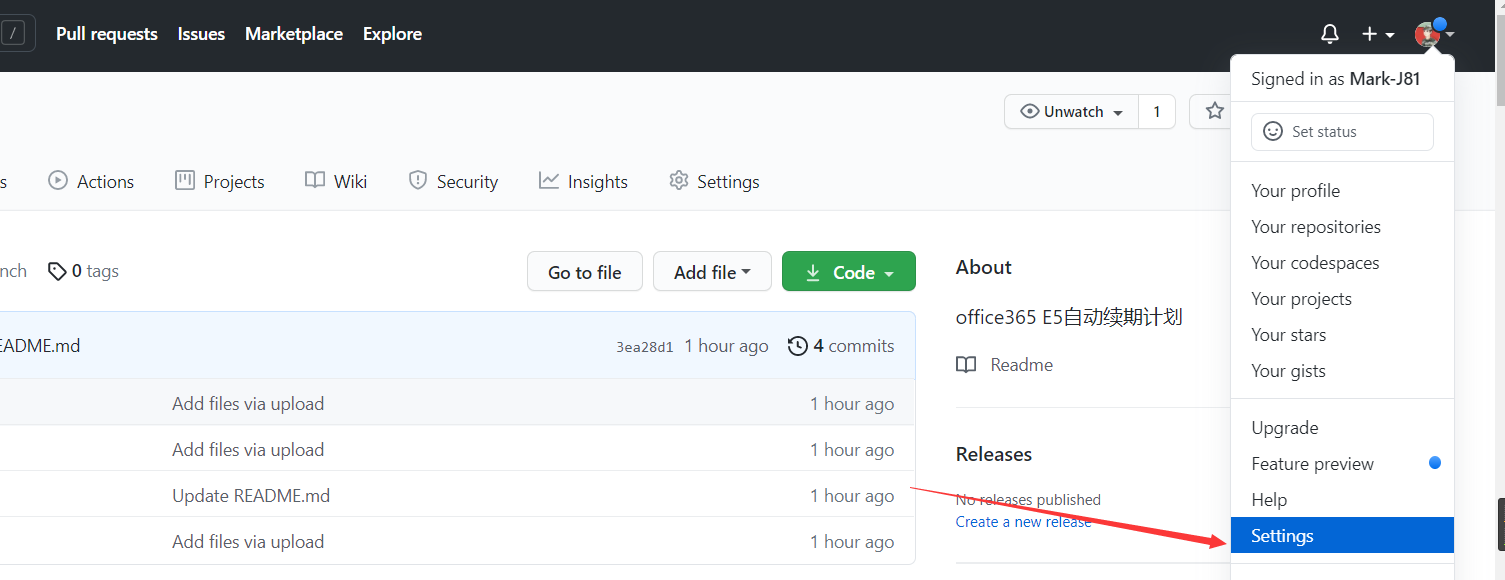 / Pull requests Issues Marketplace Explore
Signed in as Mark-J81
Unwatch 1
Set status
Actions Projects Wiki Security Insights Settings
Your profile
Your repositories
Your codespaces
Your projects
Your stars
Your gists
Upgrade
Feature preview
Help
Settings
0 tags
Go to file Add file Code
3ea28d1 1 hour ago 4 commits
Add files via upload 1 hour ago
Add files via upload 1 hour ago
Update README.md 1 hour ago
Add files via upload 1 hour ago
About
office365 E5自动续期计划
Readme
Releases
No releases published
Create a new release